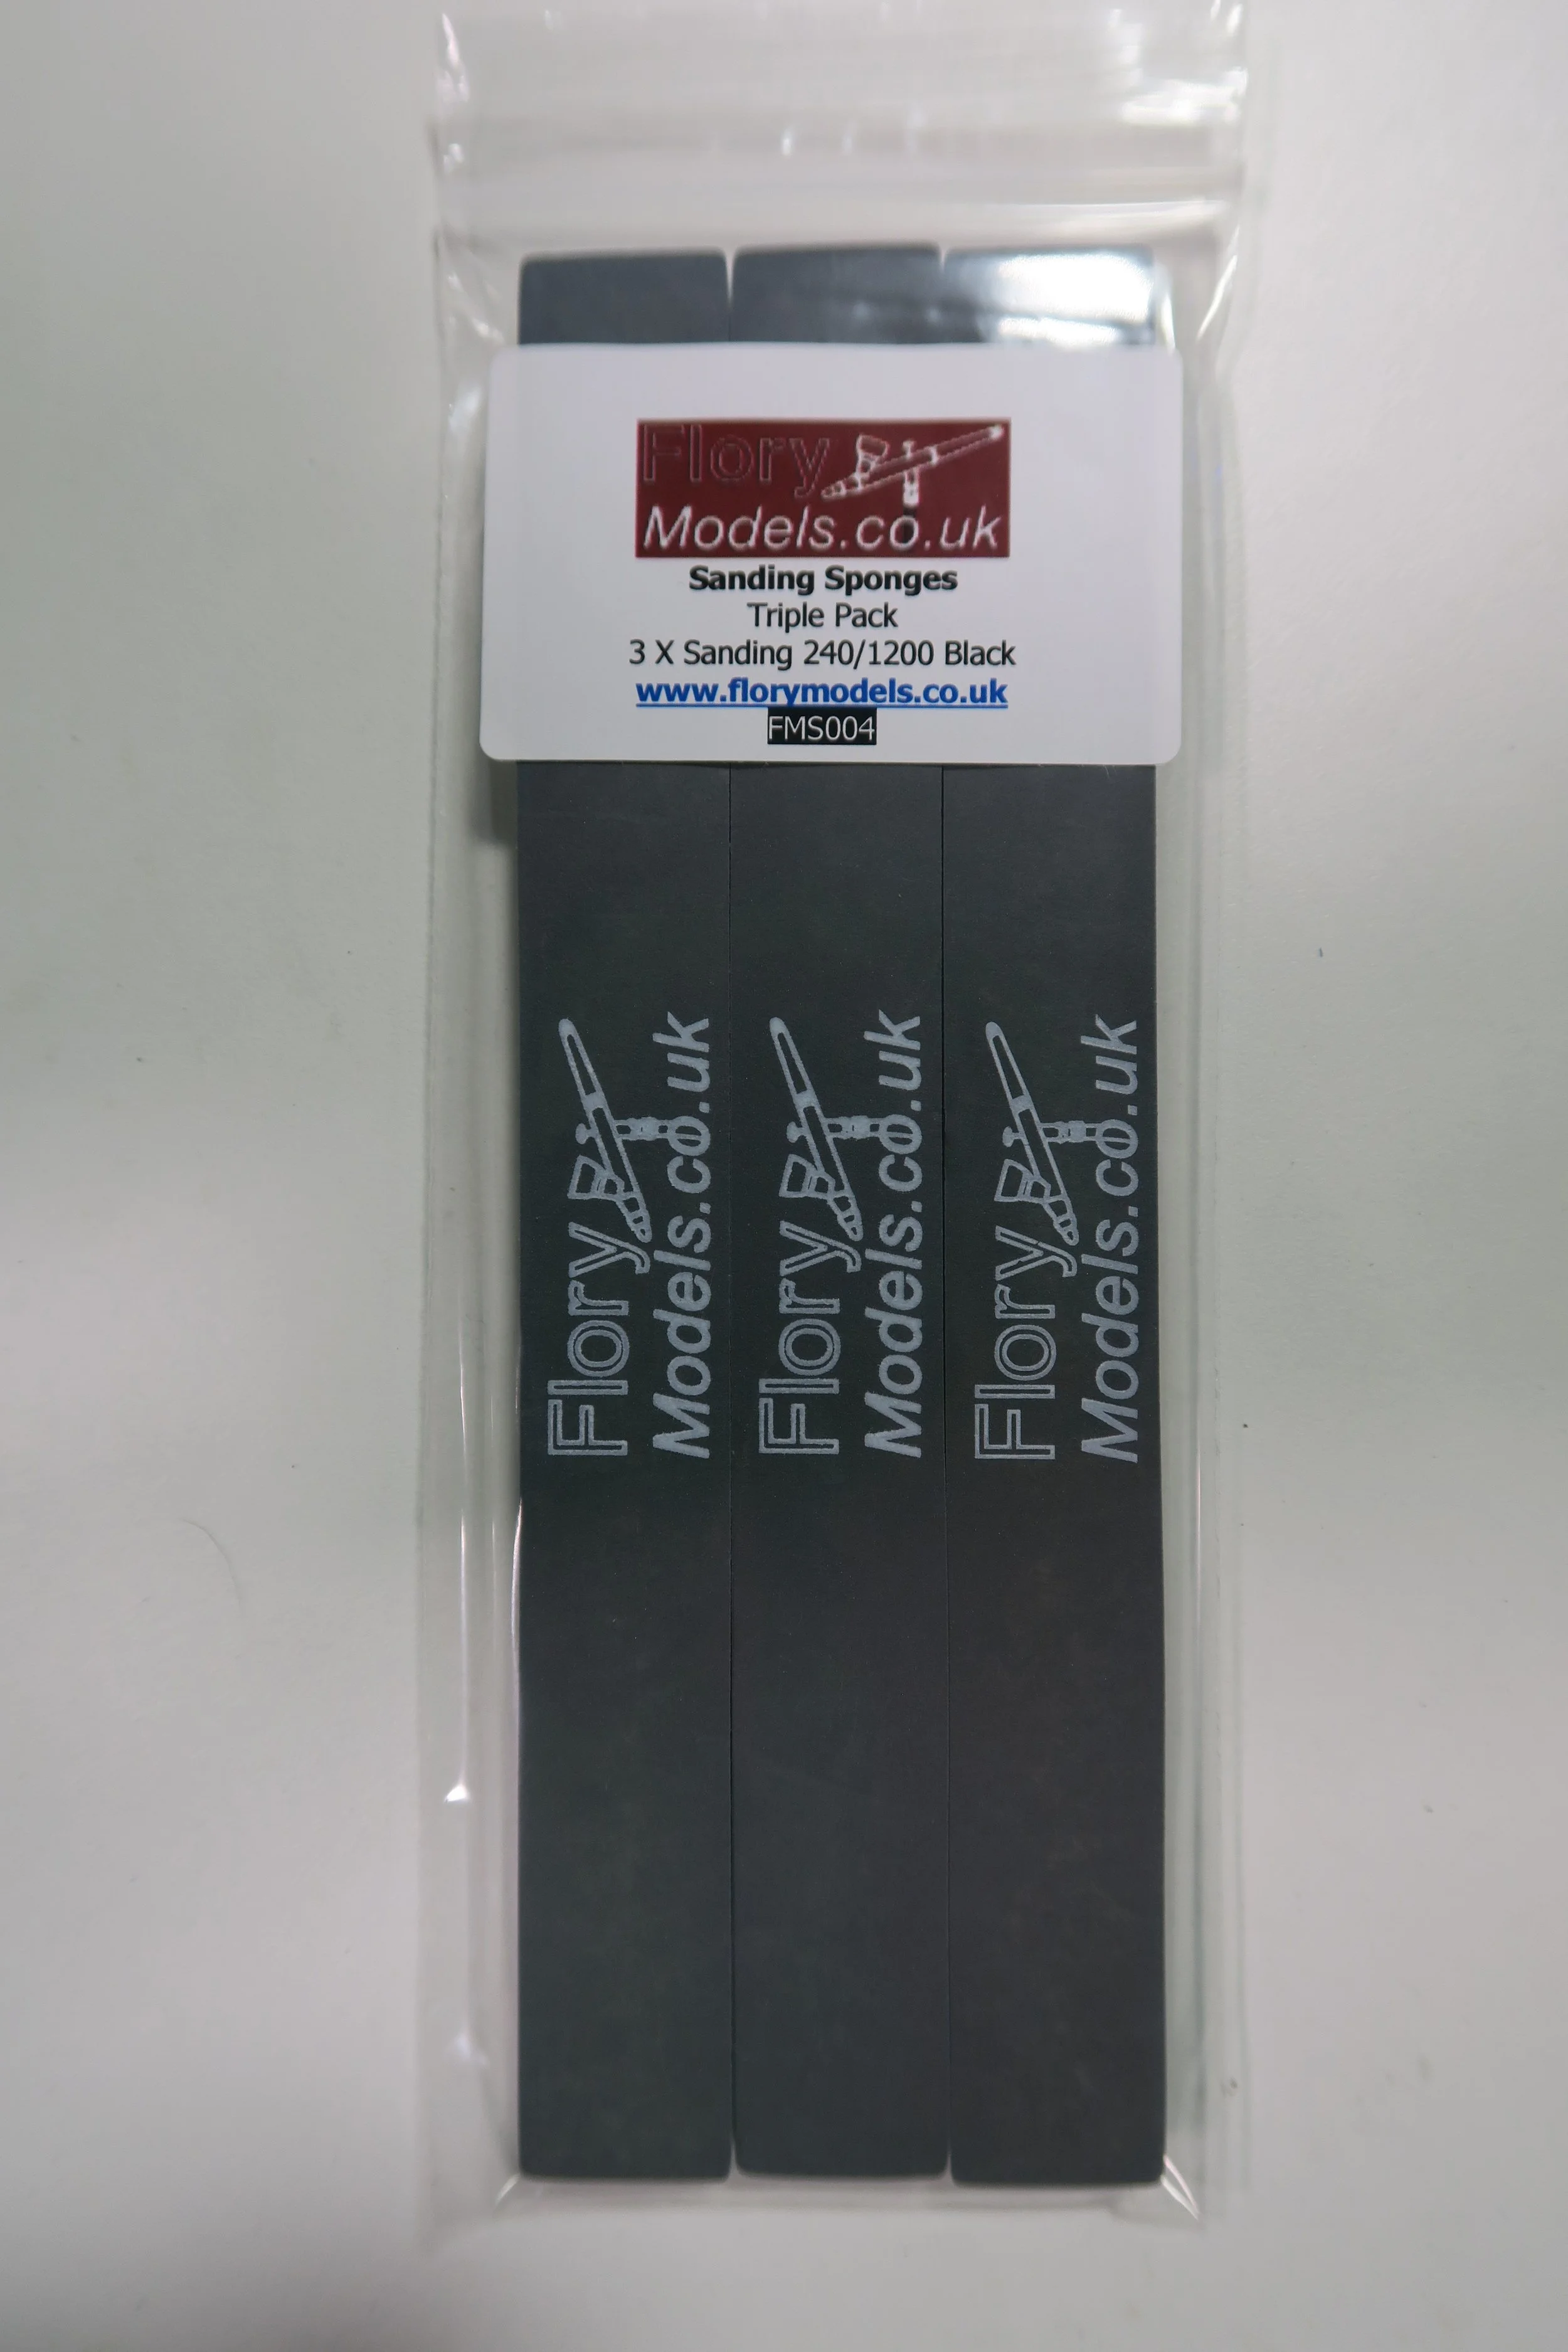 Flory
Models.co.uk
Sanding Sponges
Triple Pack
3 X Sanding 240/1200 Black
www.florymodels.co.uk
FMS004
Flory
Models.co.uk
Flory
Models.co.uk
Flory
Models.co.uk